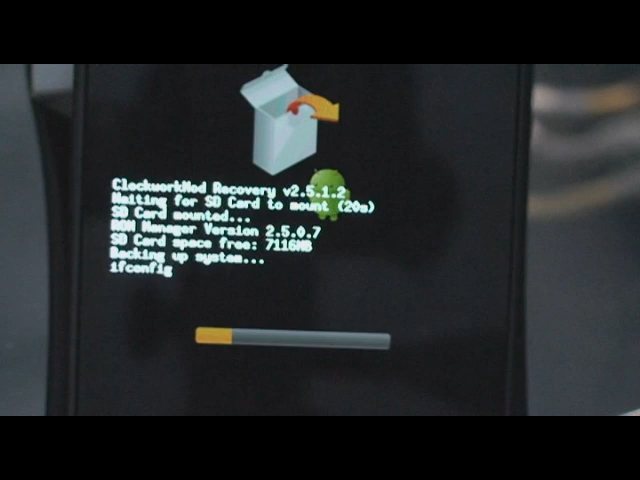 ClockworkMod Recovery v2.5.1.2
Waiting for SD Card to mount (20s)
SD Card mounted...
ROM Manager Version 2.5.0.7
SD Card space free: 7116MB
Backing up system...
ifconfig